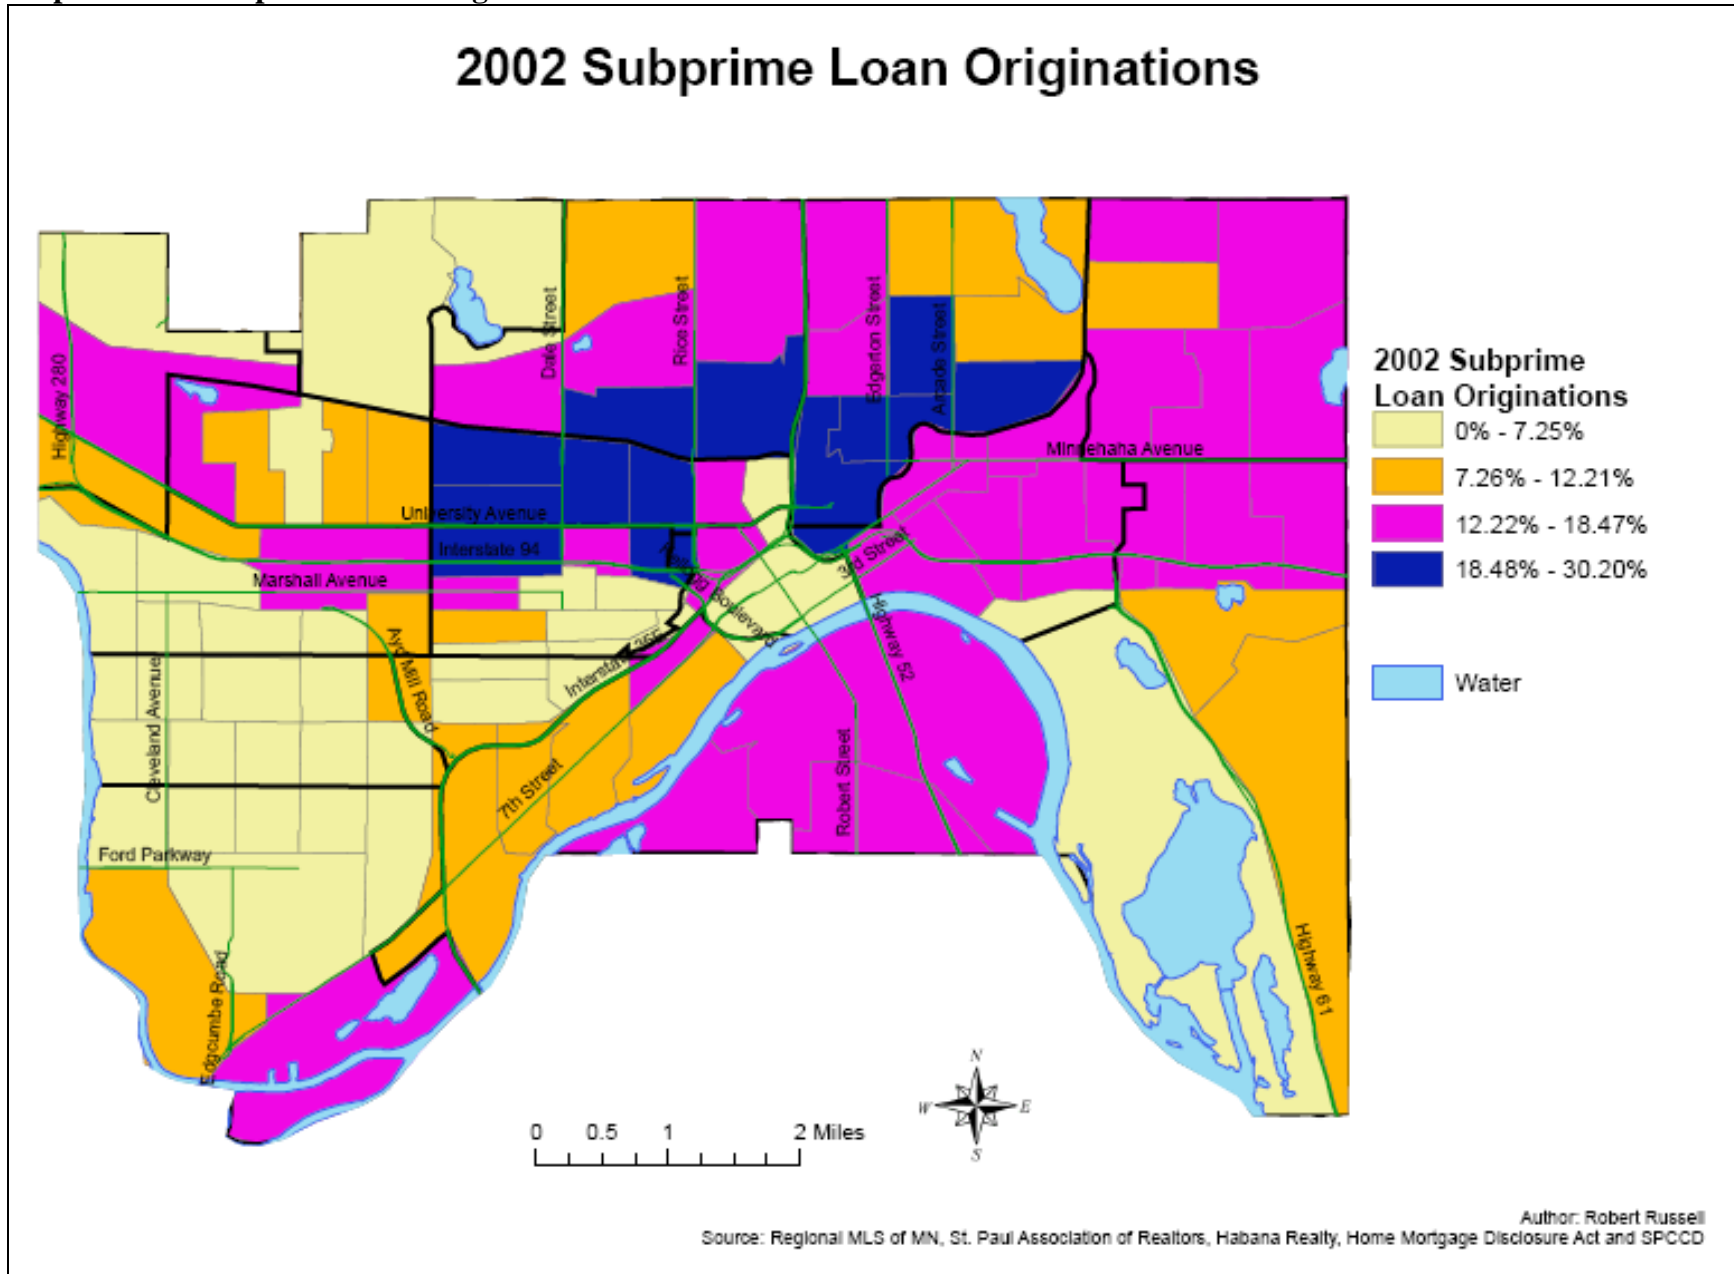 2002 Subprime Loan Originations
Highway 280
Dale Street
Rice Street
Edgerton Street
Arcade Street
Minnehaha Avenue
University Avenue
Interstate 94
Marshall Avenue
3rd Street
Boulevard
Highway 52
Interstate 35E
Ayd Mill Road
Cleveland Avenue
7th Street
Robert Street
Ford Parkway
Edgcumbe Road
Highway 61
2002 Subprime
Loan Originations
0% - 7.25%
7.26% - 12.21%
12.22% - 18.47%
18.48% - 30.20%
Water
N
W
E
S
0 0.5 1 2 Miles
Author: Robert Russell
Source: Regional MLS of MN, St. Paul Association of Realtors, Habana Realty, Home Mortgage Disclosure Act and SPCCD